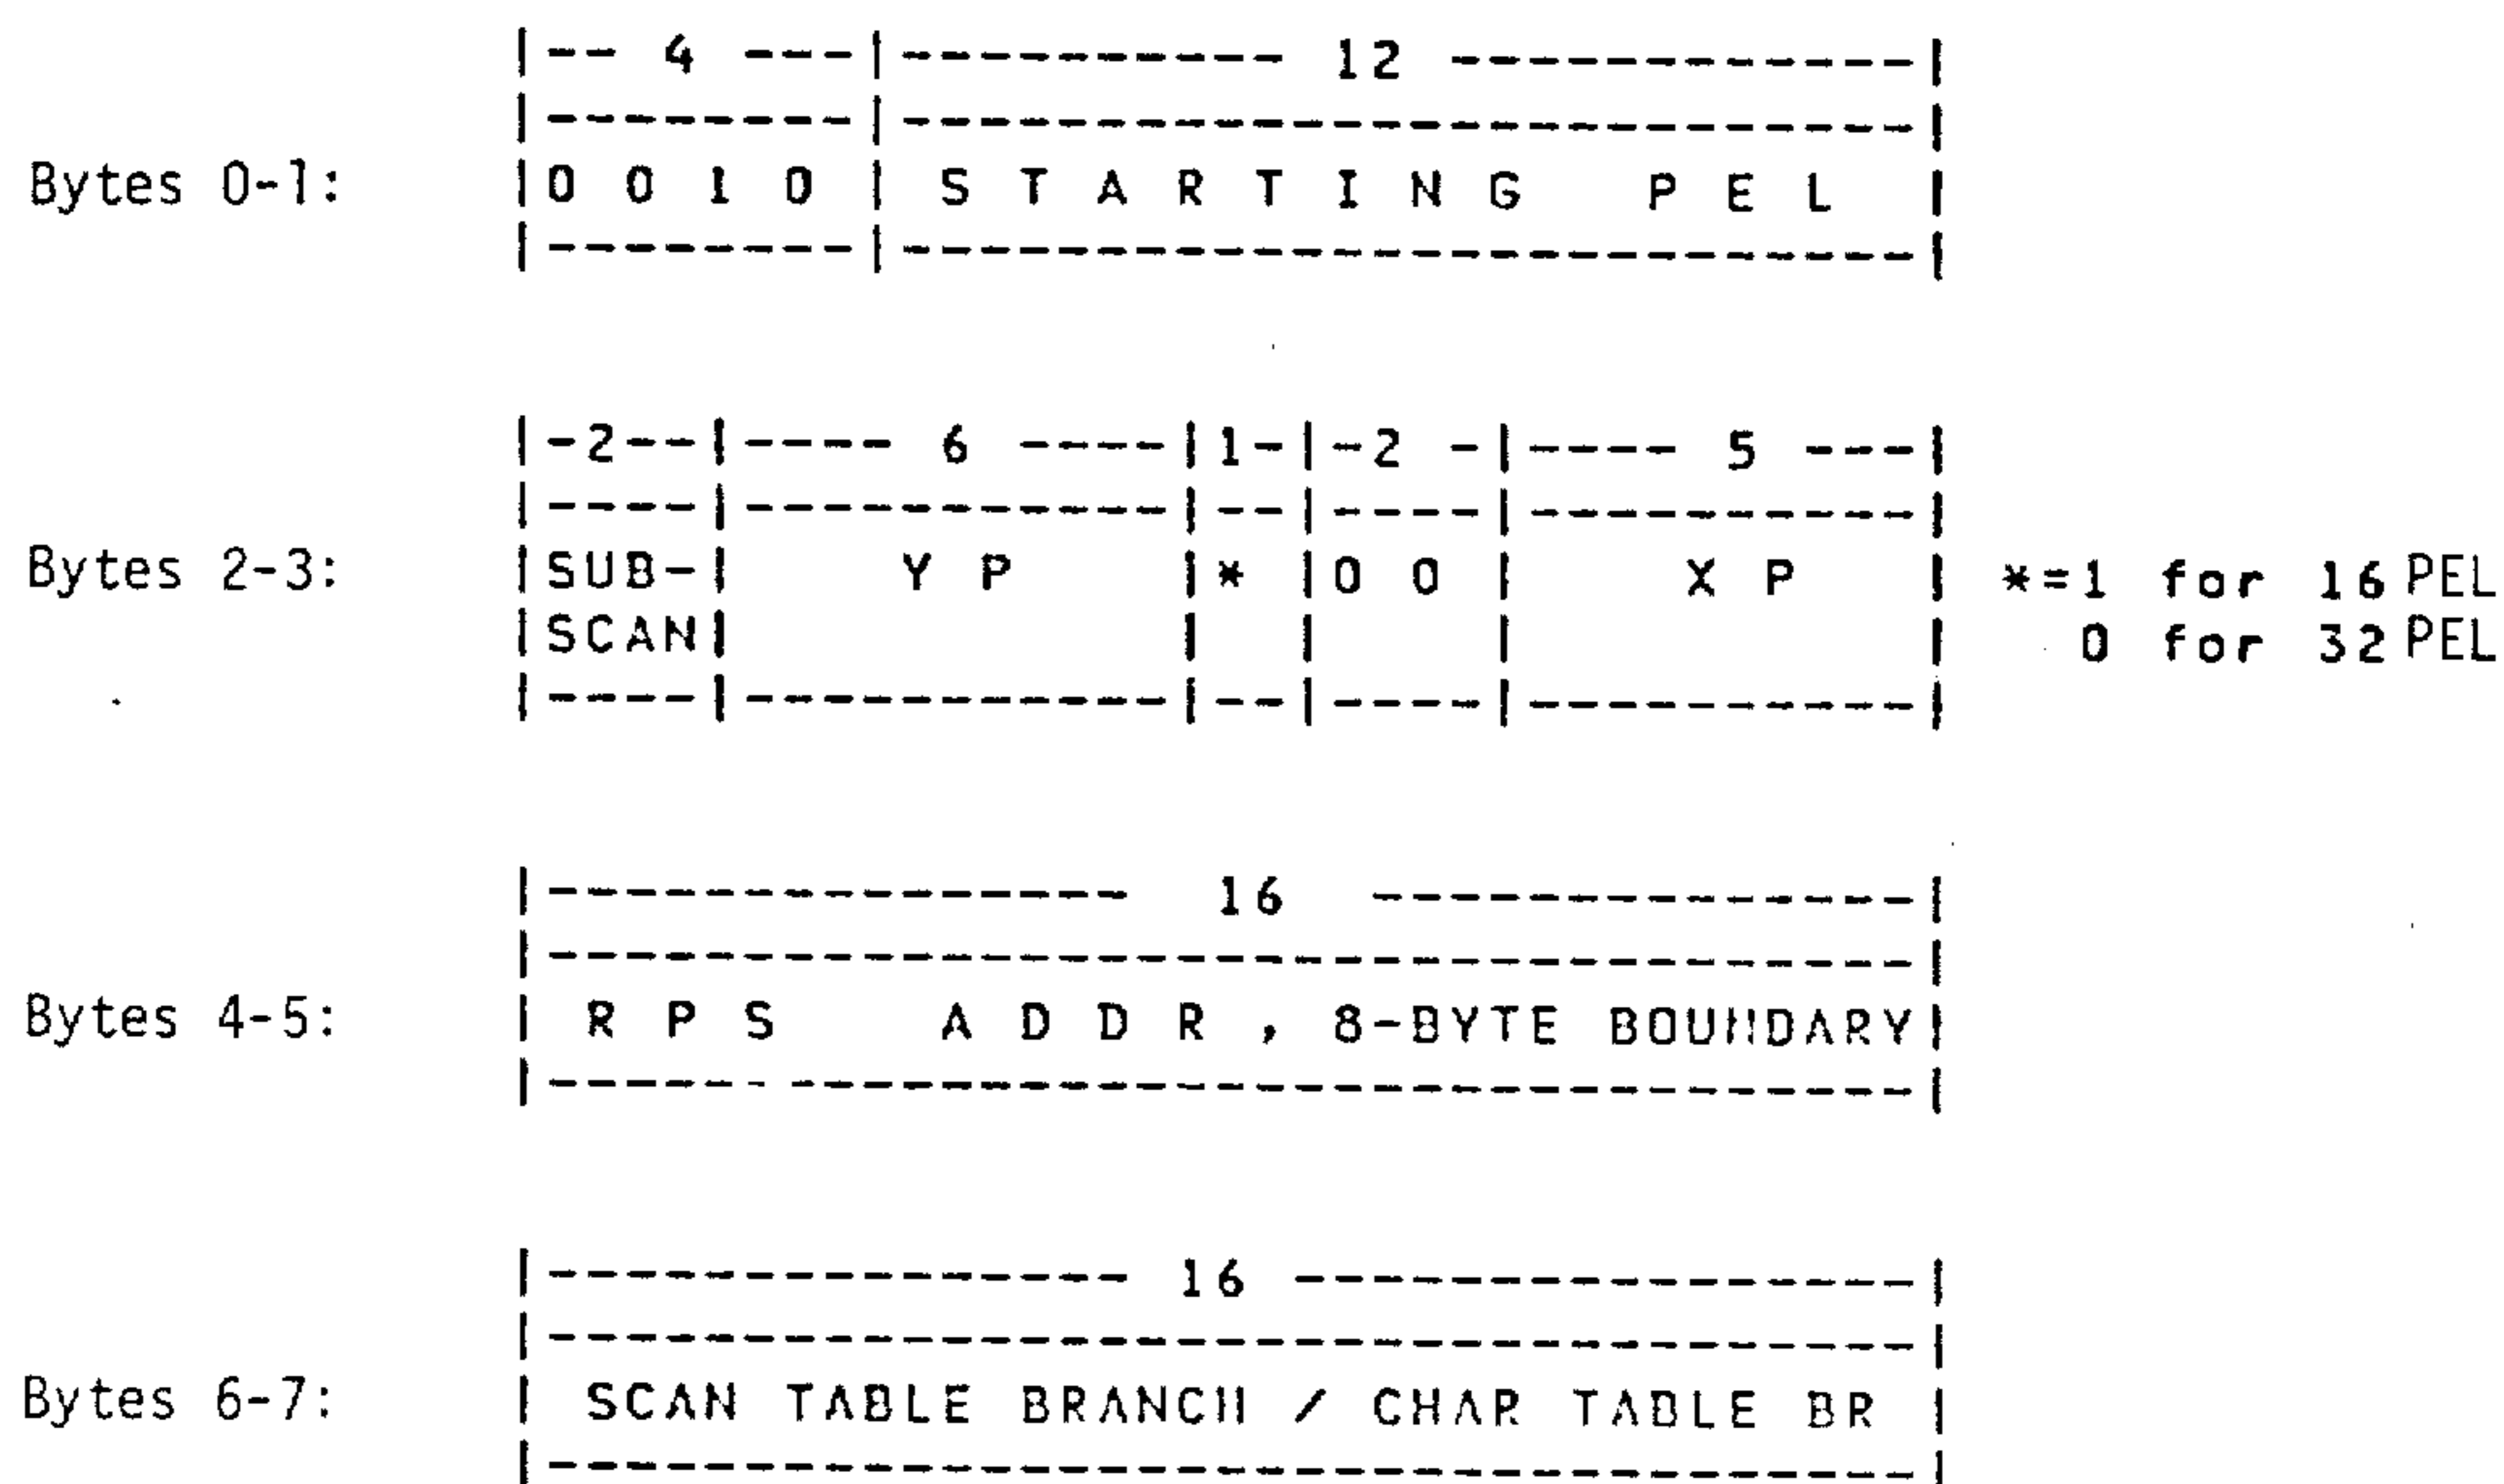 |-- 4 ---|---------- 12 ------------|
|--------|--------------------------|
Bytes 0-1: |0 0 1 0 | S T A R T I N G P E L |
|--------|--------------------------|
|-2--|---- 6 ----|1-|-2 -|---- 5 ---|
|----|-----------|--|----|----------|
Bytes 2-3: |SUB-| Y P |* |0 0 | X P | *=1 for 16 PEL
|SCAN| | | | | 0 for 32 PEL
|----|-----------|--|----|----------|
|--------------- 16 --------------|
|-----------------------------------|
Bytes 4-5: | R P S A D D R , 8-BYTE BOUNDARY|
|-----------------------------------|
|--------------- 16 ----------------|
|-----------------------------------|
Bytes 6-7: | SCAN TABLE BRANCH / CHAR TABLE BR |
|-----------------------------------|